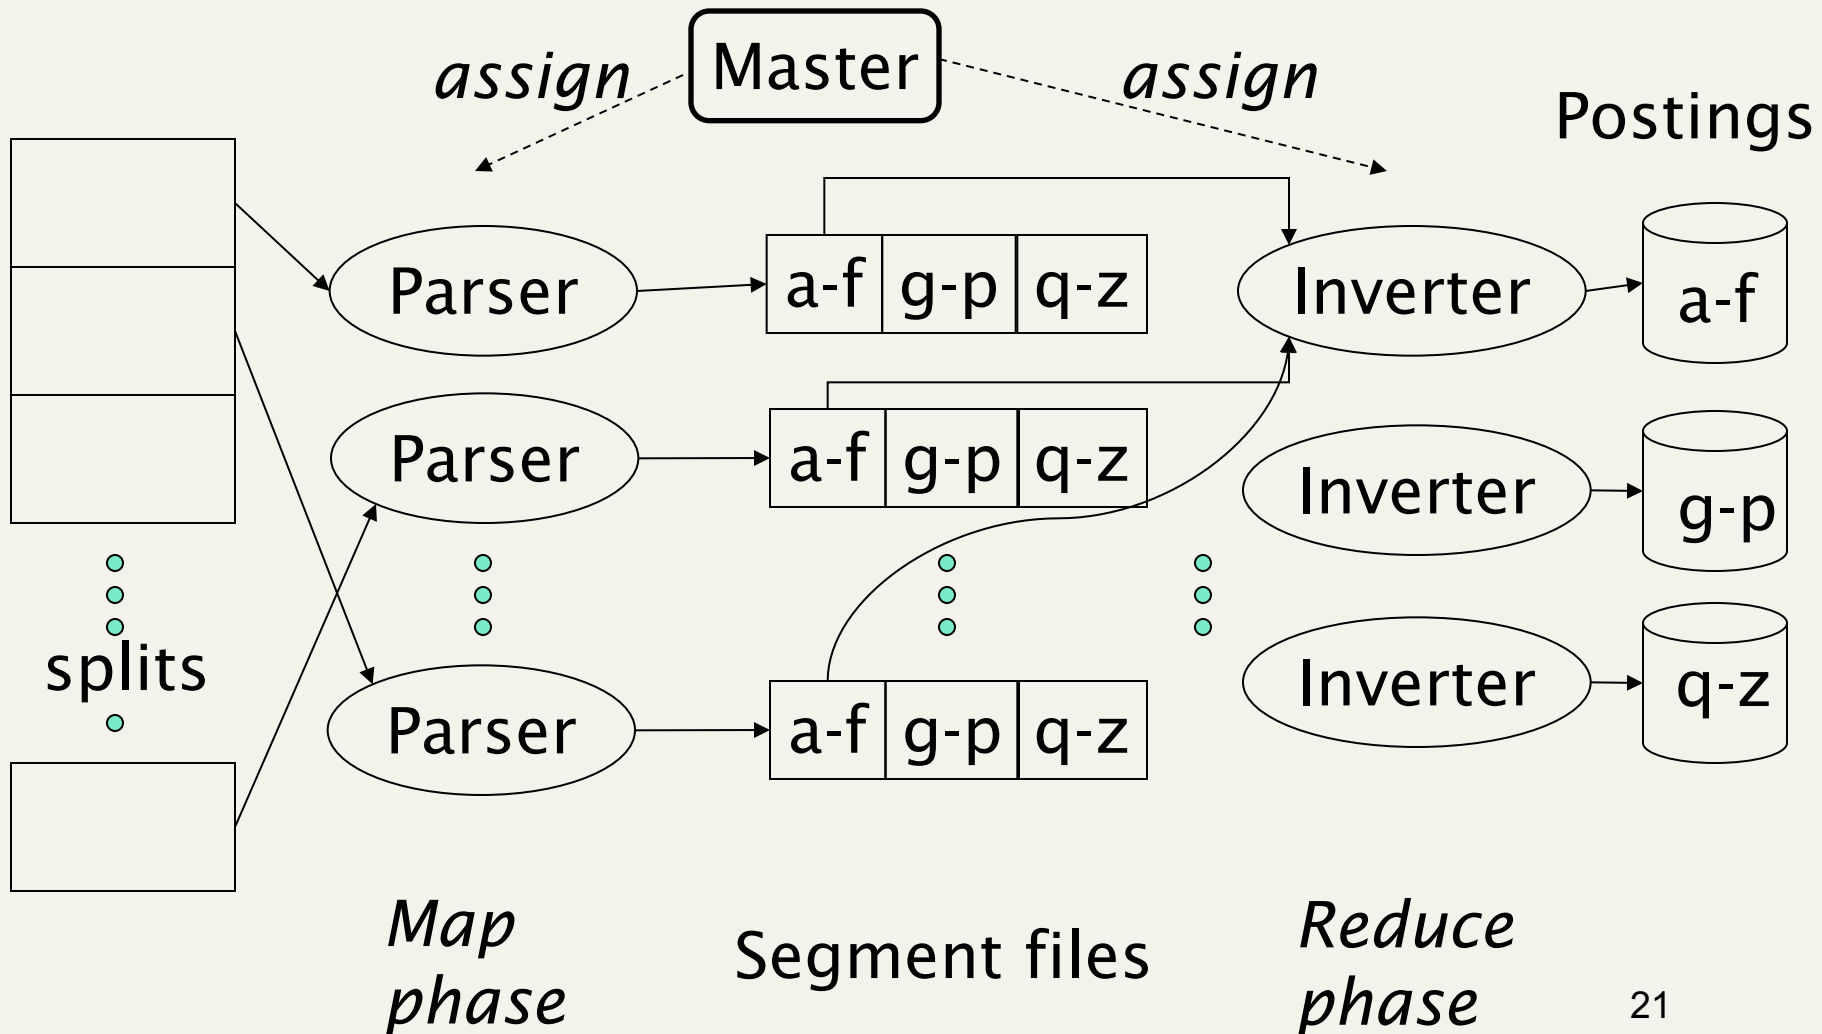 assign
Master
assign
Postings
Parser
a-f g-p q-z
Inverter
a-f
Parser
a-f g-p q-z
Inverter
g-p
splits
Parser
a-f g-p q-z
Inverter
q-z
Map
phase
Segment files
Reduce
phase
21